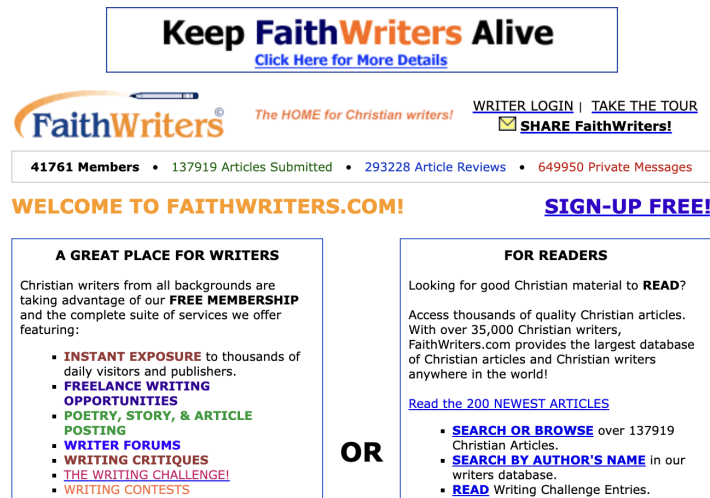 Keep FaithWriters Alive
Click Here for More Details
FaithWriters©
The HOME for Christian writers!
WRITER LOGIN | TAKE THE TOUR
SHARE FaithWriters!
41761 Members • 137919 Articles Submitted • 293228 Article Reviews • 649950 Private Messages
WELCOME TO FAITHWRITERS.COM!
SIGN-UP FREE!
A GREAT PLACE FOR WRITERS
Christian writers from all backgrounds are
taking advantage of our FREE MEMBERSHIP
and the complete suite of services we offer
featuring:
▪ INSTANT EXPOSURE to thousands of
daily visitors and publishers.
▪ FREELANCE WRITING
OPPORTUNITIES
▪ POETRY, STORY, & ARTICLE
POSTING
▪ WRITER FORUMS
▪ WRITING CRITIQUES
▪ THE WRITING CHALLENGE!
▪ WRITING CONTESTS
OR
FOR READERS
Looking for good Christian material to READ?
Access thousands of quality Christian articles.
With over 35,000 Christian writers,
FaithWriters.com provides the largest database
of Christian articles and Christian writers
anywhere in the world!
Read the 200 NEWEST ARTICLES
▪ SEARCH OR BROWSE over 137919
Christian Articles.
▪ SEARCH BY AUTHOR'S NAME in our
writers database.
▪ READ Writing Challenge Entries.